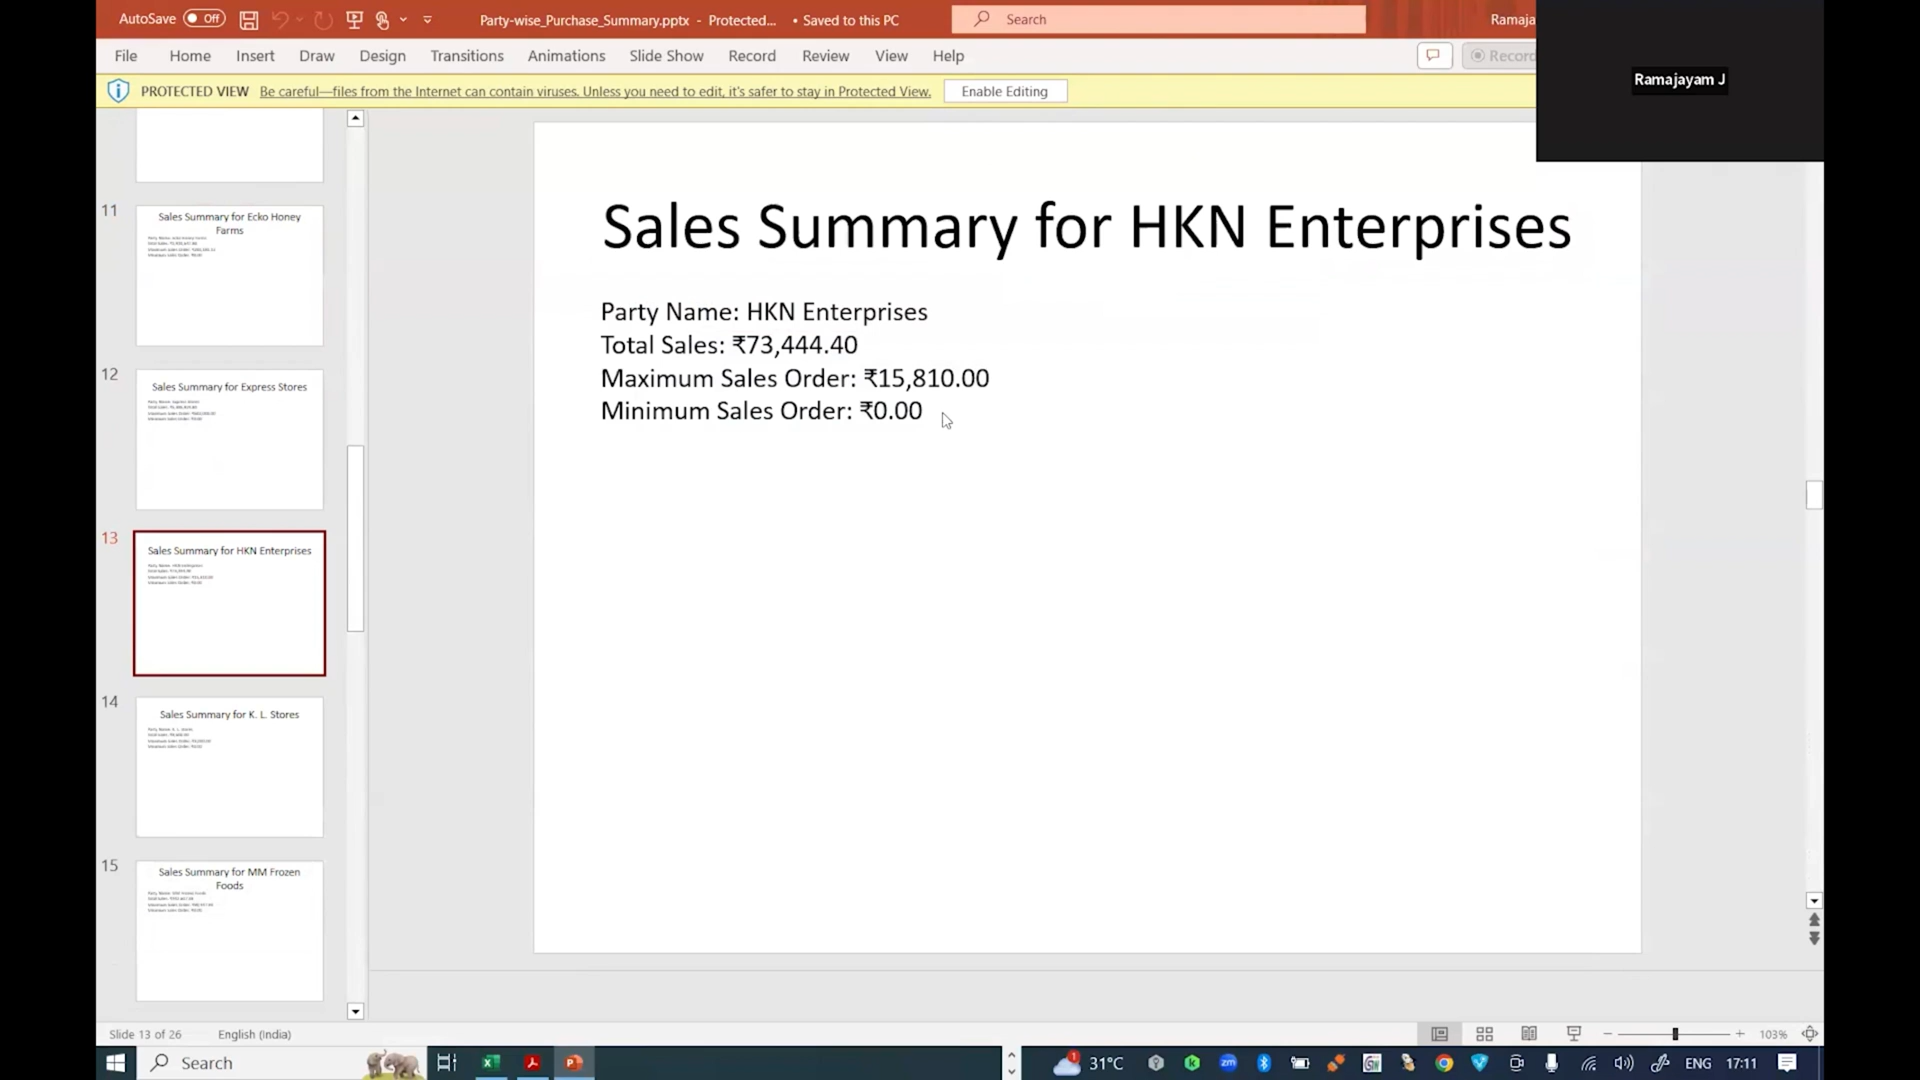 AutoSave Off Party-wise_Purchase_Summary.pptx - Protected... • Saved to this PC Search Ramaja
File Home Insert Draw Design Transitions Animations Slide Show Record Review View Help Record
Ramajayam J
PROTECTED VIEW Be careful—files from the Internet can contain viruses. Unless you need to edit, it's safer to stay in Protected View. Enable Editing
11
Sales Summary for Ecko Honey
Farms
12
Sales Summary for Express Stores
13
Sales Summary for HKN Enterprises
14
Sales Summary for K. L. Stores
15
Sales Summary for MM Frozen
Foods
Sales Summary for HKN Enterprises
Party Name: HKN Enterprises
Total Sales: ₹73,444.40
Maximum Sales Order: ₹15,810.00
Minimum Sales Order: ₹0.00
Slide 13 of 26 English (India) 103%
Search 31°C ENG 17:11